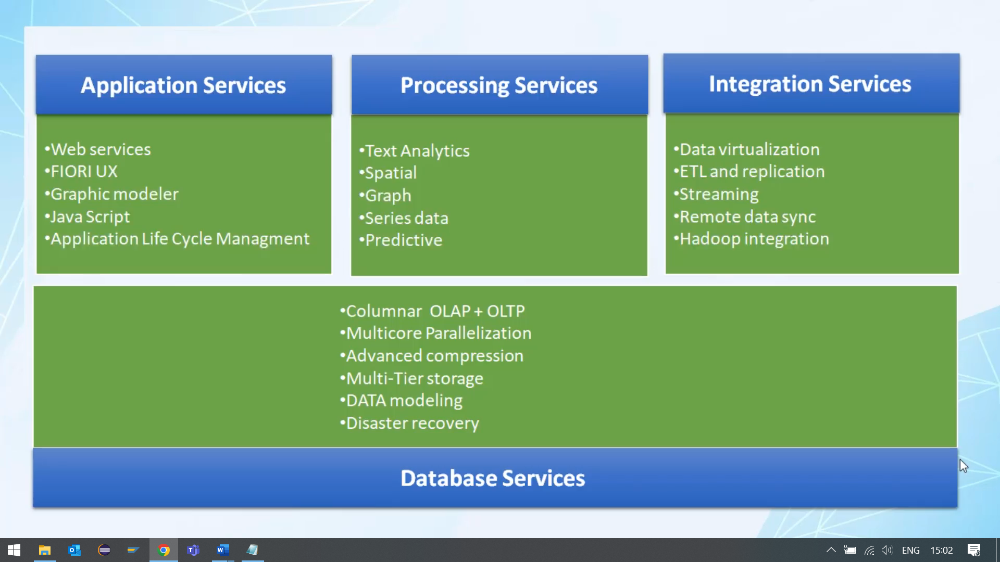 Application Services
•Web services
•FIORI UX
•Graphic modeler
•Java Script
•Application Life Cycle Managment
Processing Services
•Text Analytics
•Spatial
•Graph
•Series data
•Predictive
Integration Services
•Data virtualization
•ETL and replication
•Streaming
•Remote data sync
•Hadoop integration
•Columnar  OLAP + OLTP
•Multicore Parallelization
•Advanced compression
•Multi-Tier storage
•DATA modeling
•Disaster recovery
Database Services
ENG
15:02